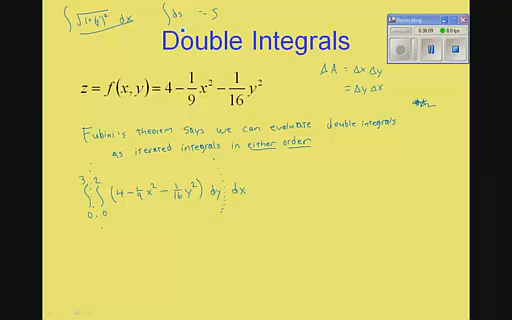 ∫ √(1+(y')² dx   ∫ ds = s
Double Integrals
z = f(x, y) = 4 − 1/9 x² − 1/16 y²
ΔA = Δx Δy
= Δy Δx
Fubini's theorem says we can evaluate double integrals
as iterated integrals in either order
∫₀³ ∫₀² (4 − 1/9 x² − 1/16 y²) dy dx